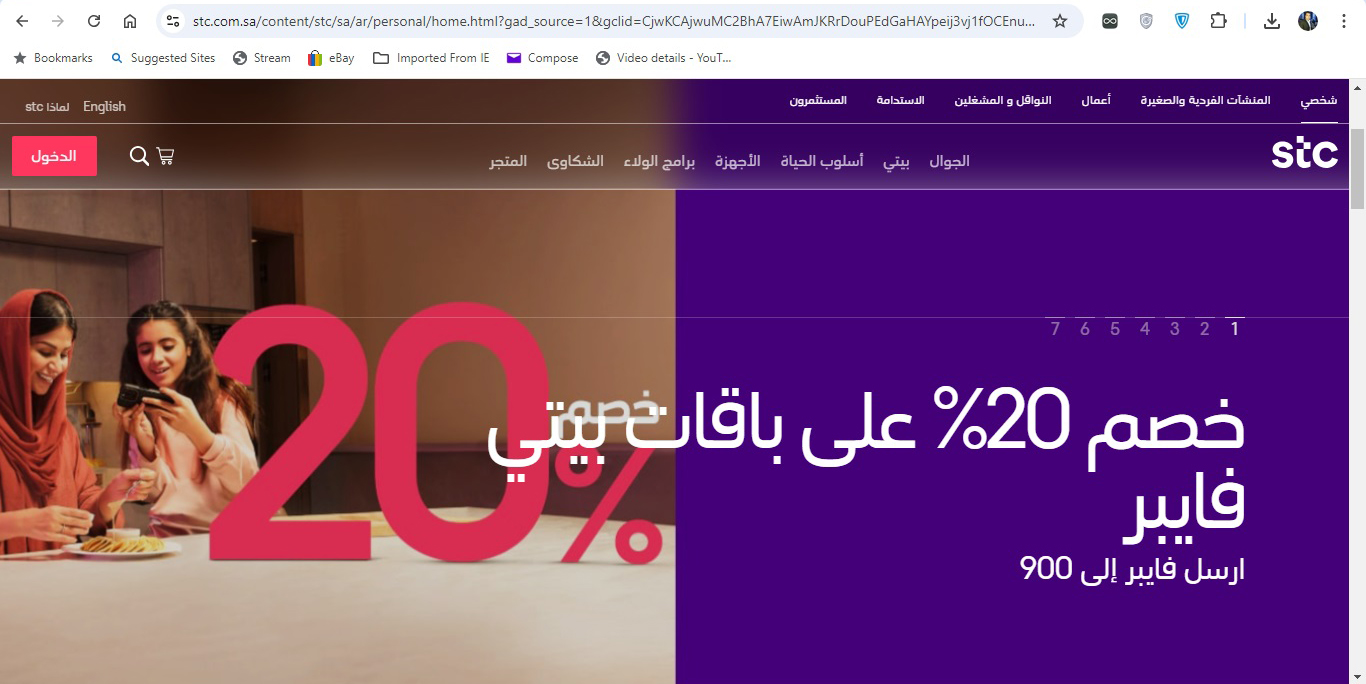 stc.com.sa/content/stc/sa/ar/personal/home.html?gad_source=1&gclid=CjwKCAjwuMC2BhA7EiwAmJKRrDouPEdGaHAYpeij3vj1fOCEnu...
Bookmarks Suggested Sites Stream eBay Imported From IE Compose Video details - YouT...
شخصي المنشآت الفردية والصغيرة أعمال النواقل و المشغلين الاستدامة المستثمرون
English لماذا stc
stc
الجوال بيتي أسلوب الحياة الأجهزة برامج الولاء الشكاوى المتجر
الدخول
1 2 3 4 5 6 7
خصم 20% على باقات بيتي
فايبر
ارسل فايبر إلى 900
خصم
20%